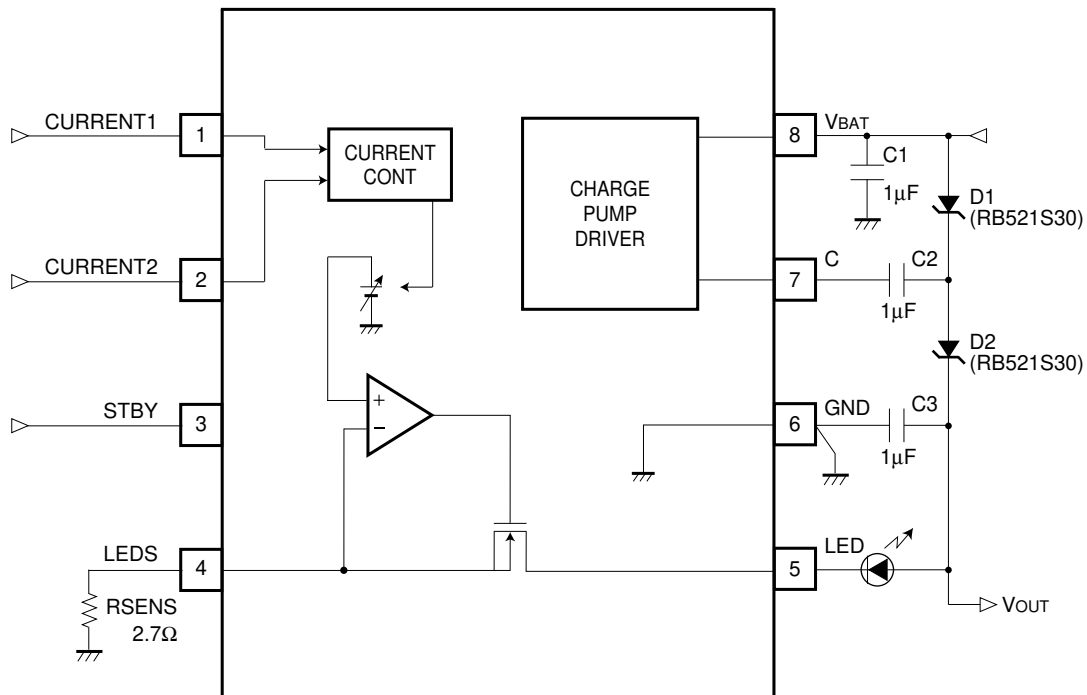 CURRENT1
1
CURRENT
CONT
CURRENT2
2
STBY
3
+
−
LEDS
4
RSENS
2.7Ω
CHARGE
PUMP
DRIVER
8
VBAT
C1
1μF
D1
(RB521S30)
7
C
C2
1μF
D2
(RB521S30)
6
GND
C3
1μF
5
LED
VOUT